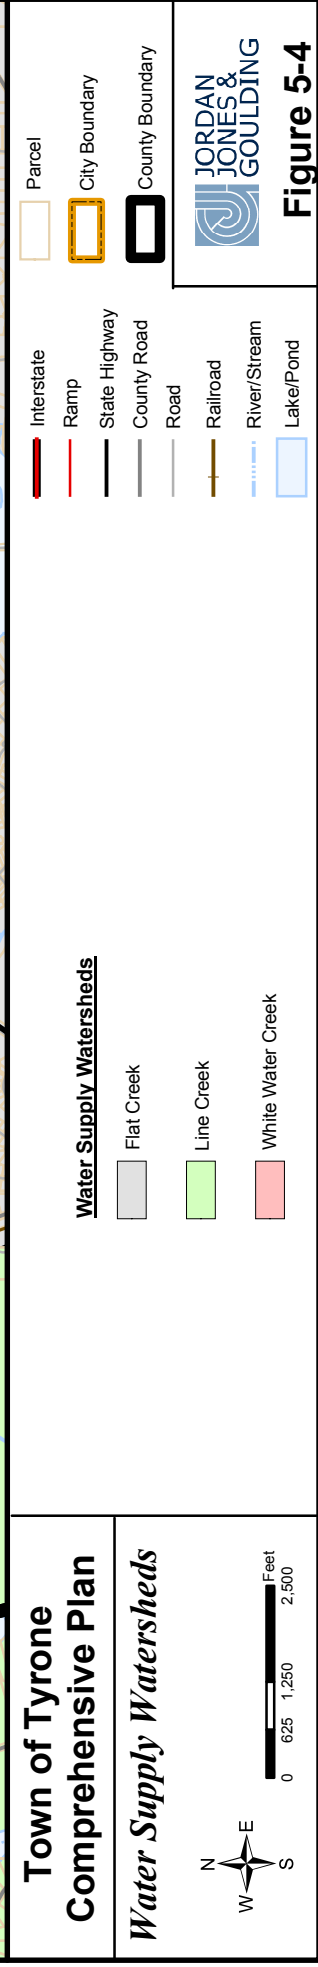 Town of Tyrone
Comprehensive Plan
Water Supply Watersheds
N
W
E
S
0
625
1,250
2,500
Feet
Water Supply Watersheds
Flat Creek
Line Creek
White Water Creek
Interstate
Ramp
State Highway
County Road
Road
Railroad
River/Stream
Lake/Pond
Parcel
City Boundary
County Boundary
JORDAN
JONES &
GOULDING
Figure 5-4